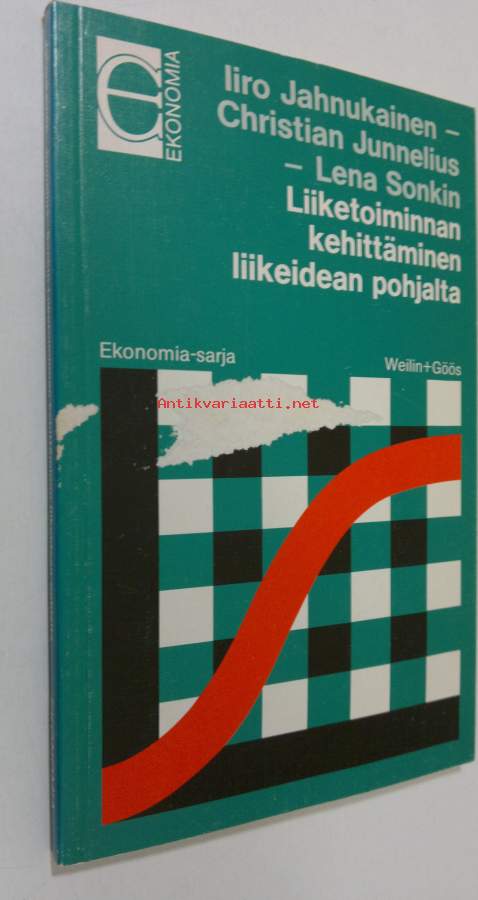 EKONOMIA
Iiro Jahnukainen –
Christian Junnelius
– Lena Sonkin
Liiketoiminnan
kehittäminen
liikeidean pohjalta
Ekonomia-sarja
Weilin+Göös
Antikvariaatti.net